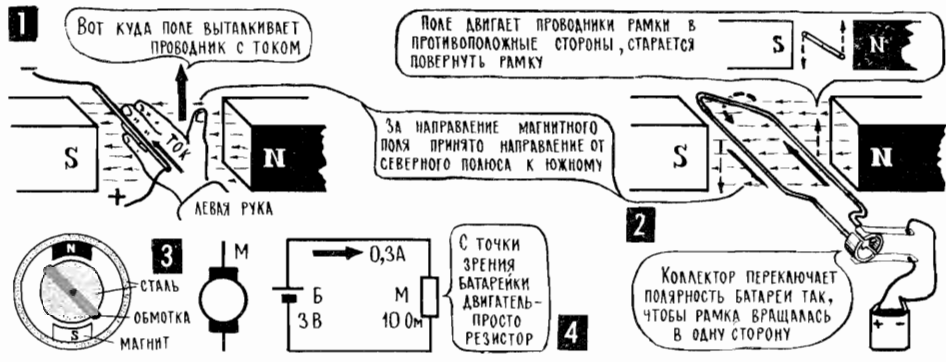 1
ВОТ КУДА ПОЛЕ ВЫТАЛКИВАЕТ
ПРОВОДНИК С ТОКОМ
−
S
ТОК
N
+
ЛЕВАЯ РУКА
ЗА НАПРАВЛЕНИЕ МАГНИТНОГО
ПОЛЯ ПРИНЯТО НАПРАВЛЕНИЕ ОТ
СЕВЕРНОГО ПОЛЮСА К ЮЖНОМУ
ПОЛЕ ДВИГАЕТ ПРОВОДНИКИ РАМКИ В
ПРОТИВОПОЛОЖНЫЕ СТОРОНЫ, СТАРАЕТСЯ
ПОВЕРНУТЬ РАМКУ
S
N
S
N
2
КОЛЛЕКТОР ПЕРЕКЛЮЧАЕТ
ПОЛЯРНОСТЬ БАТАРЕИ ТАК,
ЧТОБЫ РАМКА ВРАЩАЛАСЬ
В ОДНУ СТОРОНУ
+ −
3
N
СТАЛЬ
ОБМОТКА
S
МАГНИТ
М
0,3А
Б
3В
М
10 Ом
С ТОЧКИ
ЗРЕНИЯ
БАТАРЕЙКИ
ДВИГАТЕЛЬ-
ПРОСТО
РЕЗИСТОР
4